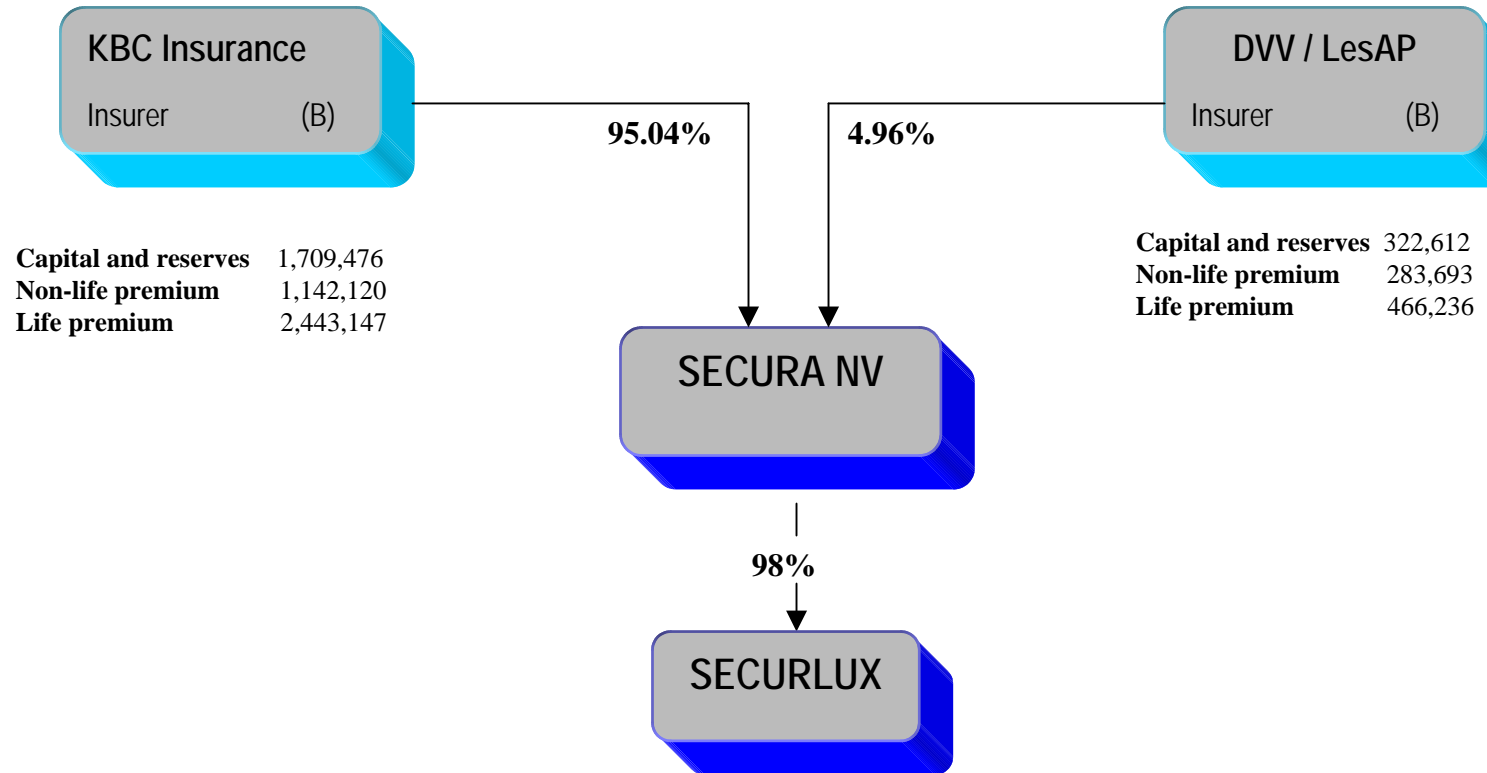 KBC Insurance
Insurer (B)
DVV / LesAP
Insurer (B)
95.04%
4.96%
Capital and reserves 1,709,476
Non-life premium 1,142,120
Life premium 2,443,147
Capital and reserves 322,612
Non-life premium 283,693
Life premium 466,236
SECURA NV
98%
SECURLUX